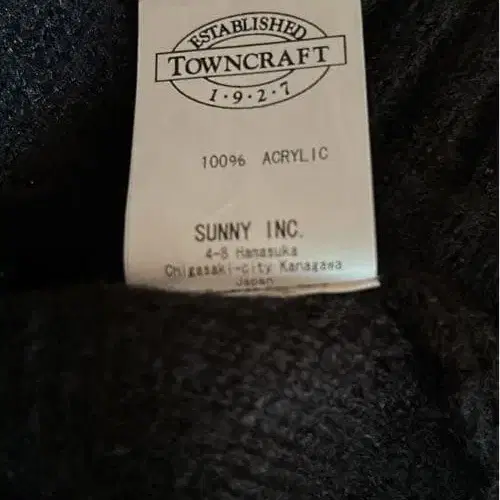 ESTABLISHED
TOWNCRAFT
1·9·2·7
100% ACRYLIC
SUNNY INC.
4-8 Hamasuka
Chigasaki-city Kanagawa
Japan